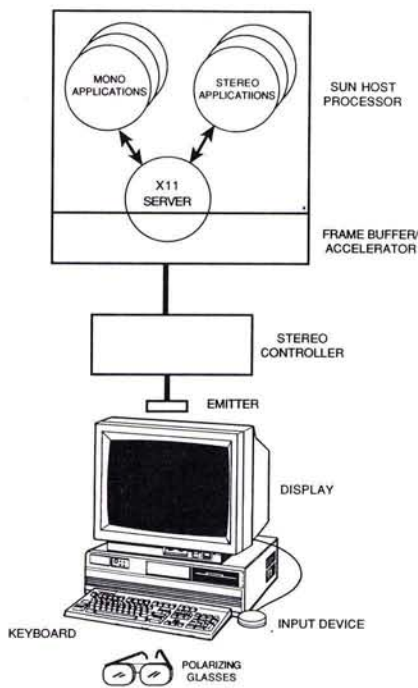 MONO
APPLICATIONS
STEREO
APPLICATIIONS
SUN HOST
PROCESSOR
X11
SERVER
FRAME BUFFER/
ACCELERATOR
STEREO
CONTROLLER
EMITTER
DISPLAY
KEYBOARD
INPUT DEVICE
POLARIZING
GLASSES